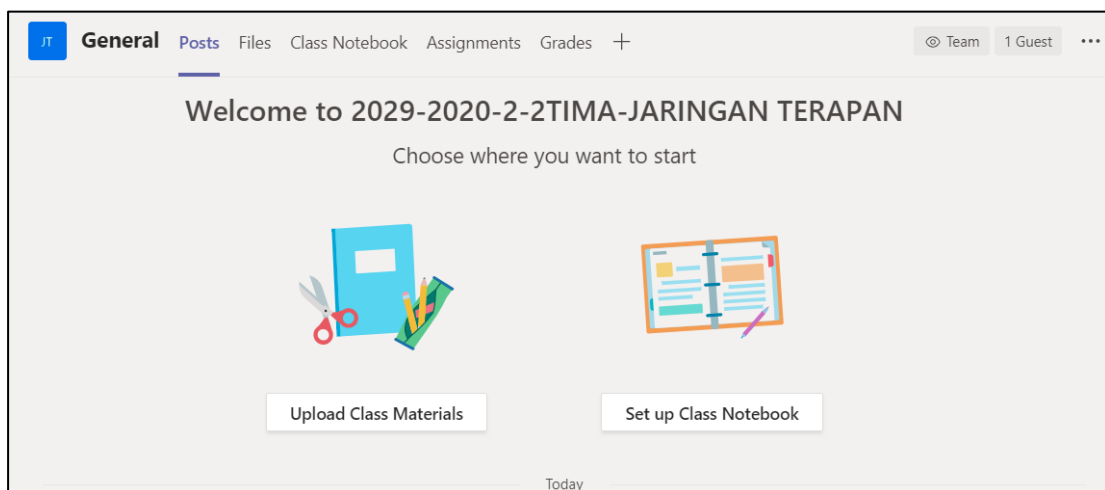 JT General Posts Files Class Notebook Assignments Grades + Team 1 Guest ...
Welcome to 2029-2020-2-2TIMA-JARINGAN TERAPAN
Choose where you want to start
Upload Class Materials Set up Class Notebook
Today